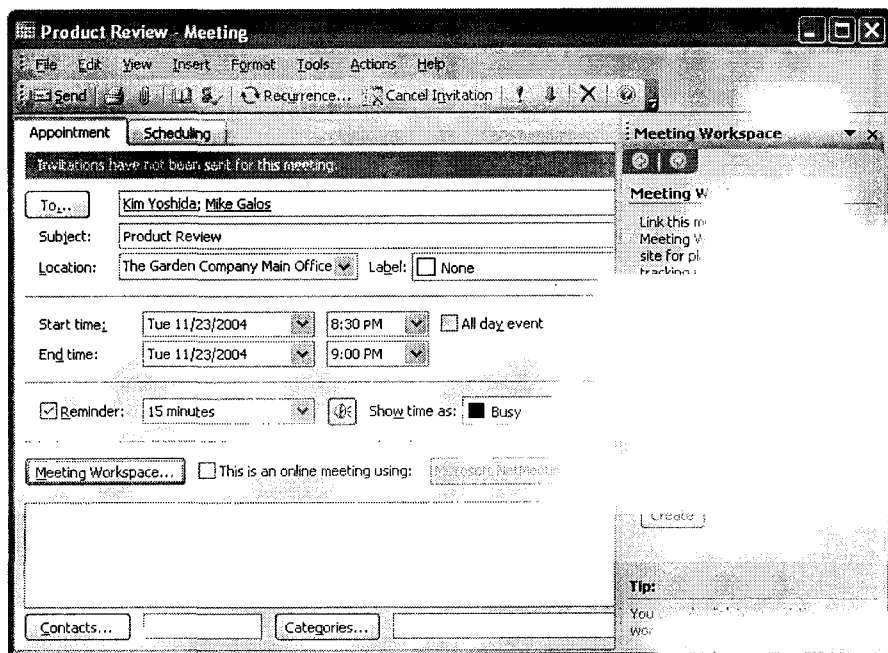 Product Review - Meeting
File Edit View Insert Format Tools Actions Help
Send Recurrence... Cancel Invitation
Appointment Scheduling
Meeting Workspace
Invitations have not been sent for this meeting.
To... Kim Yoshida; Mike Galos
Meeting W
Subject: Product Review
Link this
Meeting W
Location: The Garden Company Main Office Label: None
site for pl
tracking
Start time: Tue 11/23/2004 8:30 PM All day event
End time: Tue 11/23/2004 9:00 PM
Reminder: 15 minutes Show time as: Busy
Meeting Workspace... This is an online meeting using: Microsoft NetMeetin
Create
Tip:
You
Contacts... Categories...
wor